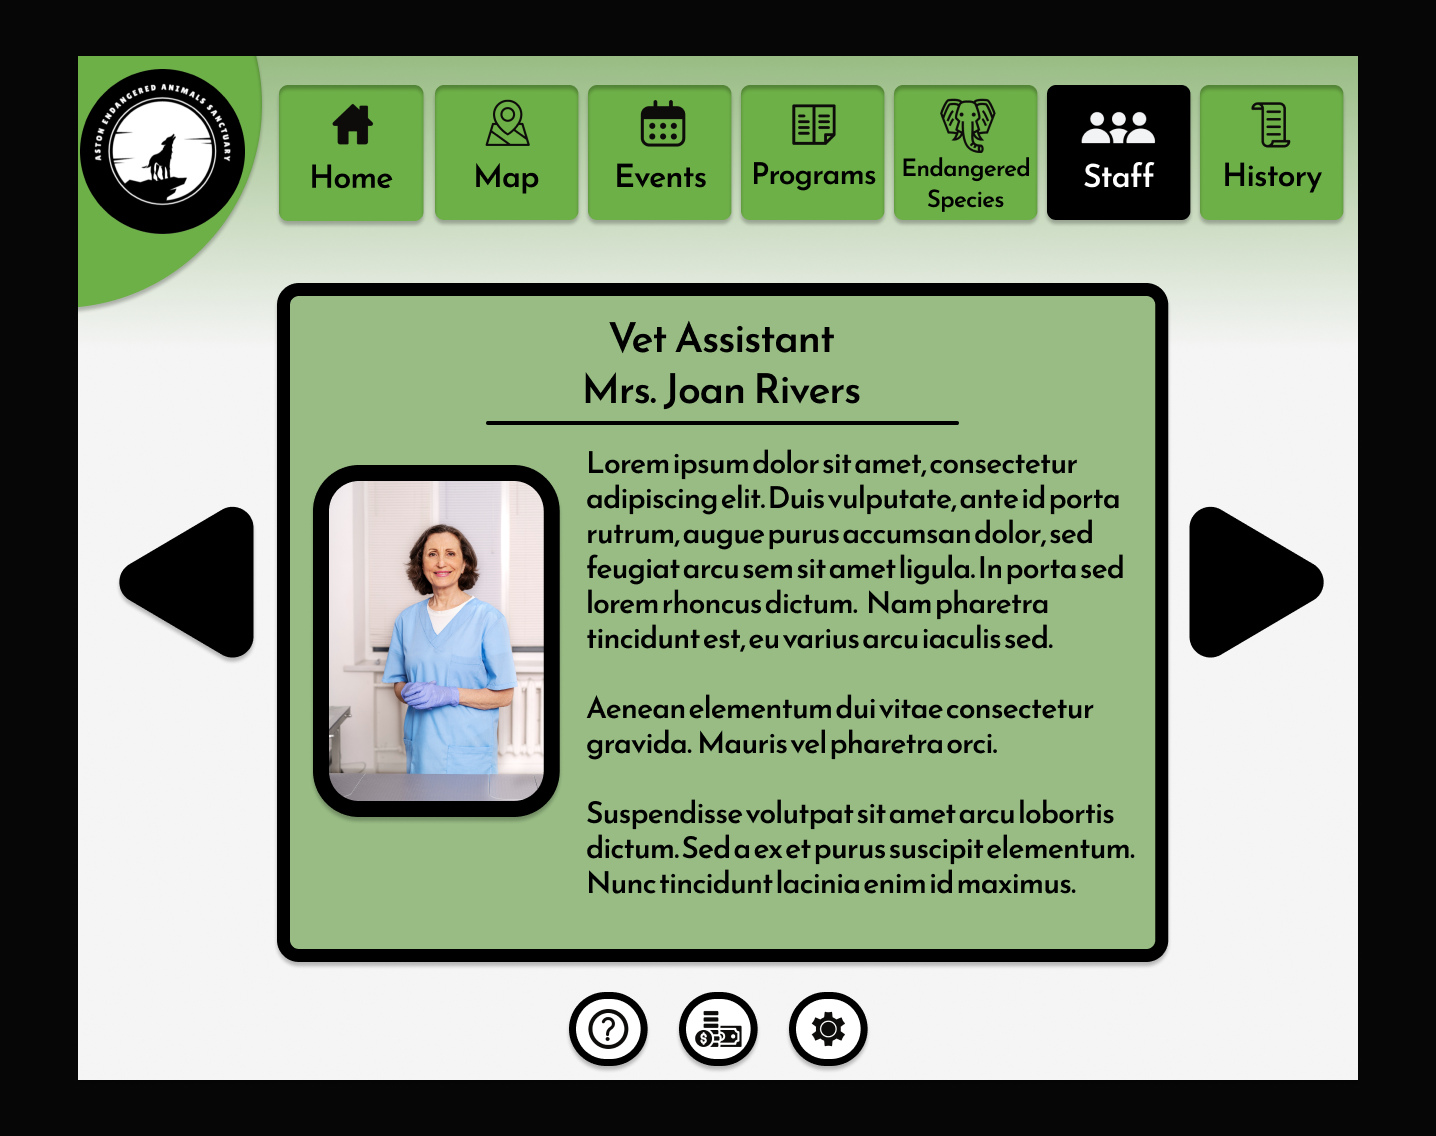 ASTON ENDANGERED ANIMALS SANCTUARY
Home
Map
Events
Programs
Endangered
Species
Staff
History
Vet Assistant
Mrs. Joan Rivers
Lorem ipsum dolor sit amet, consectetur
adipiscing elit. Duis vulputate, ante id porta
rutrum, augue purus accumsan dolor, sed
feugiat arcu sem sit amet ligula. In porta sed
lorem rhoncus dictum. Nam pharetra
tincidunt est, eu varius arcu iaculis sed.
Aenean elementum dui vitae consectetur
gravida. Mauris vel pharetra orci.
Suspendisse volutpat sit amet arcu lobortis
dictum. Sed a ex et purus suscipit elementum.
Nunc tincidunt lacinia enim id maximus.
?
$